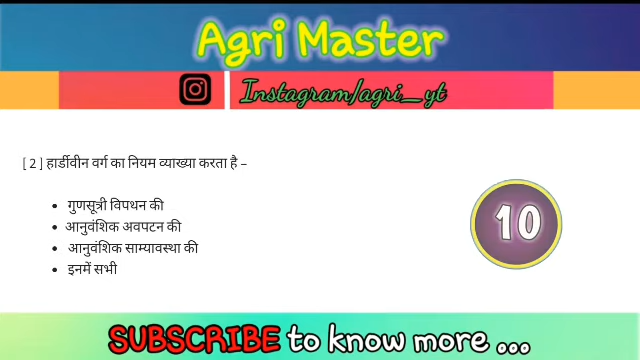 Agri Master
Instagram/agri_yt
[ 2 ] हार्डीवीन वर्ग का नियम व्याख्या करता है –
• गुणसूत्री विपथन की
• आनुवंशिक अवपटन की
• आनुवंशिक साम्यावस्था की
• इनमें सभी
10
SUBSCRIBE to know more ...